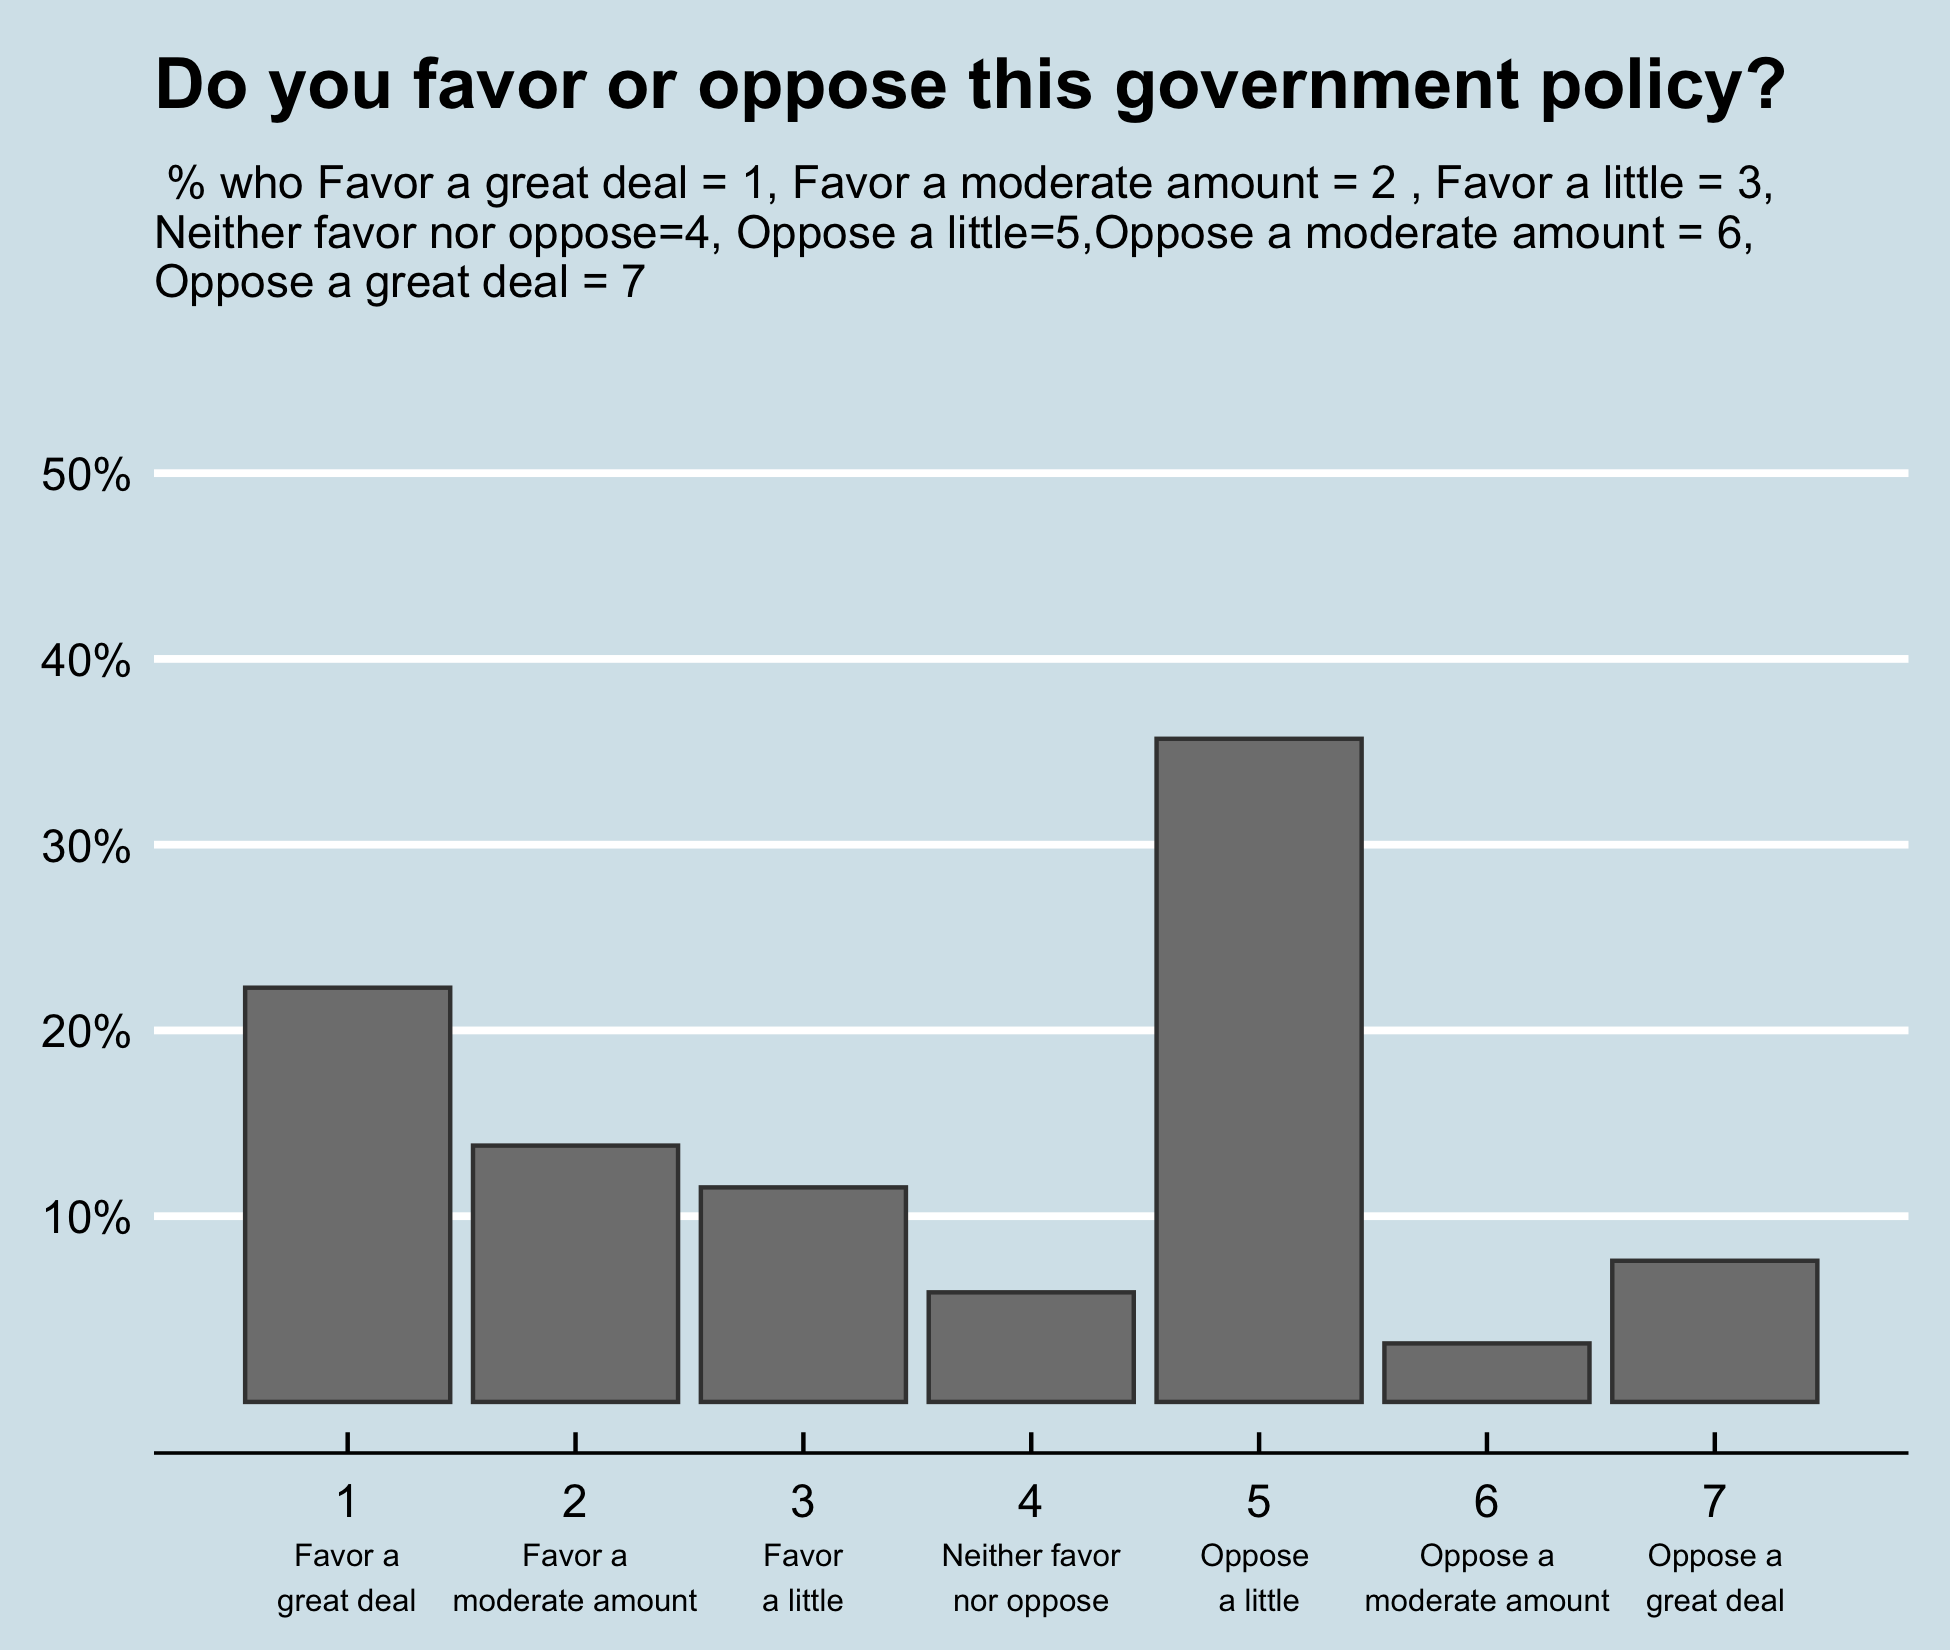 Do you favor or oppose this government policy?
% who Favor a great deal = 1, Favor a moderate amount = 2 , Favor a little = 3,
Neither favor nor oppose=4, Oppose a little=5,Oppose a moderate amount = 6,
Oppose a great deal = 7
50%
40%
30%
20%
10%
1 2 3 4 5 6 7
Favor a Favor a Favor Neither favor Oppose Oppose a Oppose a
great deal moderate amount a little nor oppose a little moderate amount great deal